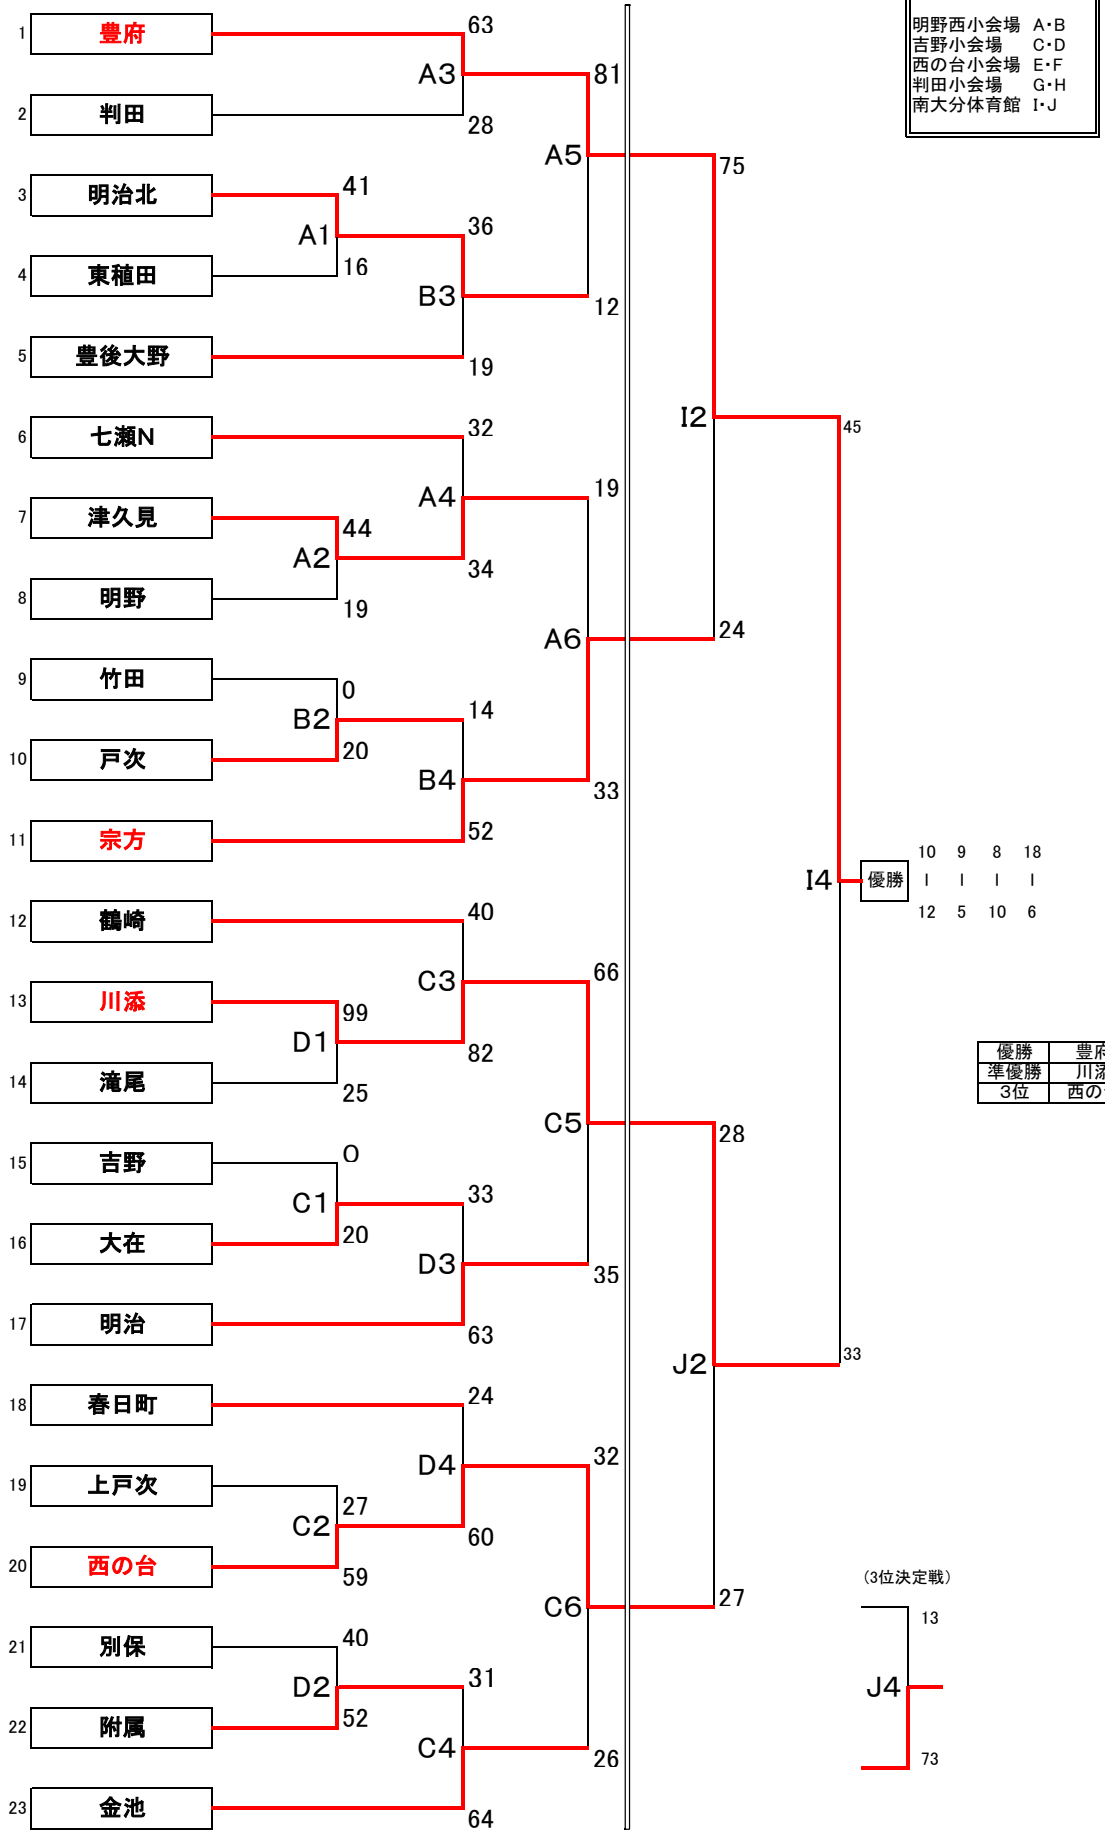 明野西小会場 A・B
吉野小会場 C・D
西の台小会場 E・F
判田小会場 G・H
南大分体育館 I・J
1 豊府 63
A3 81
2 判田 28
A5 75
3 明治北 41
A1 36
4 東稙田 16
B3 12
5 豊後大野 19
6 七瀬N 32
I2 45
A4 19
7 津久見 44
A2 34
8 明野 19
A6 24
9 竹田 0
B2 14
10 戸次 20
B4 33
11 宗方 52
I4 優勝
10 9 8 18
| | | |
12 5 10 6
12 鶴崎 40
C3 66
13 川添 99
D1 82
14 滝尾 25
優勝 豊府
準優勝 川添
3位 西の
C5 28
15 吉野 O
C1 33
16 大在 20
D3 35
17 明治 63
J2 33
18 春日町 24
D4 32
19 上戸次 27
C2 60
20 西の台 59
C6 27
(3位決定戦)
13
J4
73
21 別保 40
D2 31
22 附属 52
C4 26
23 金池 64